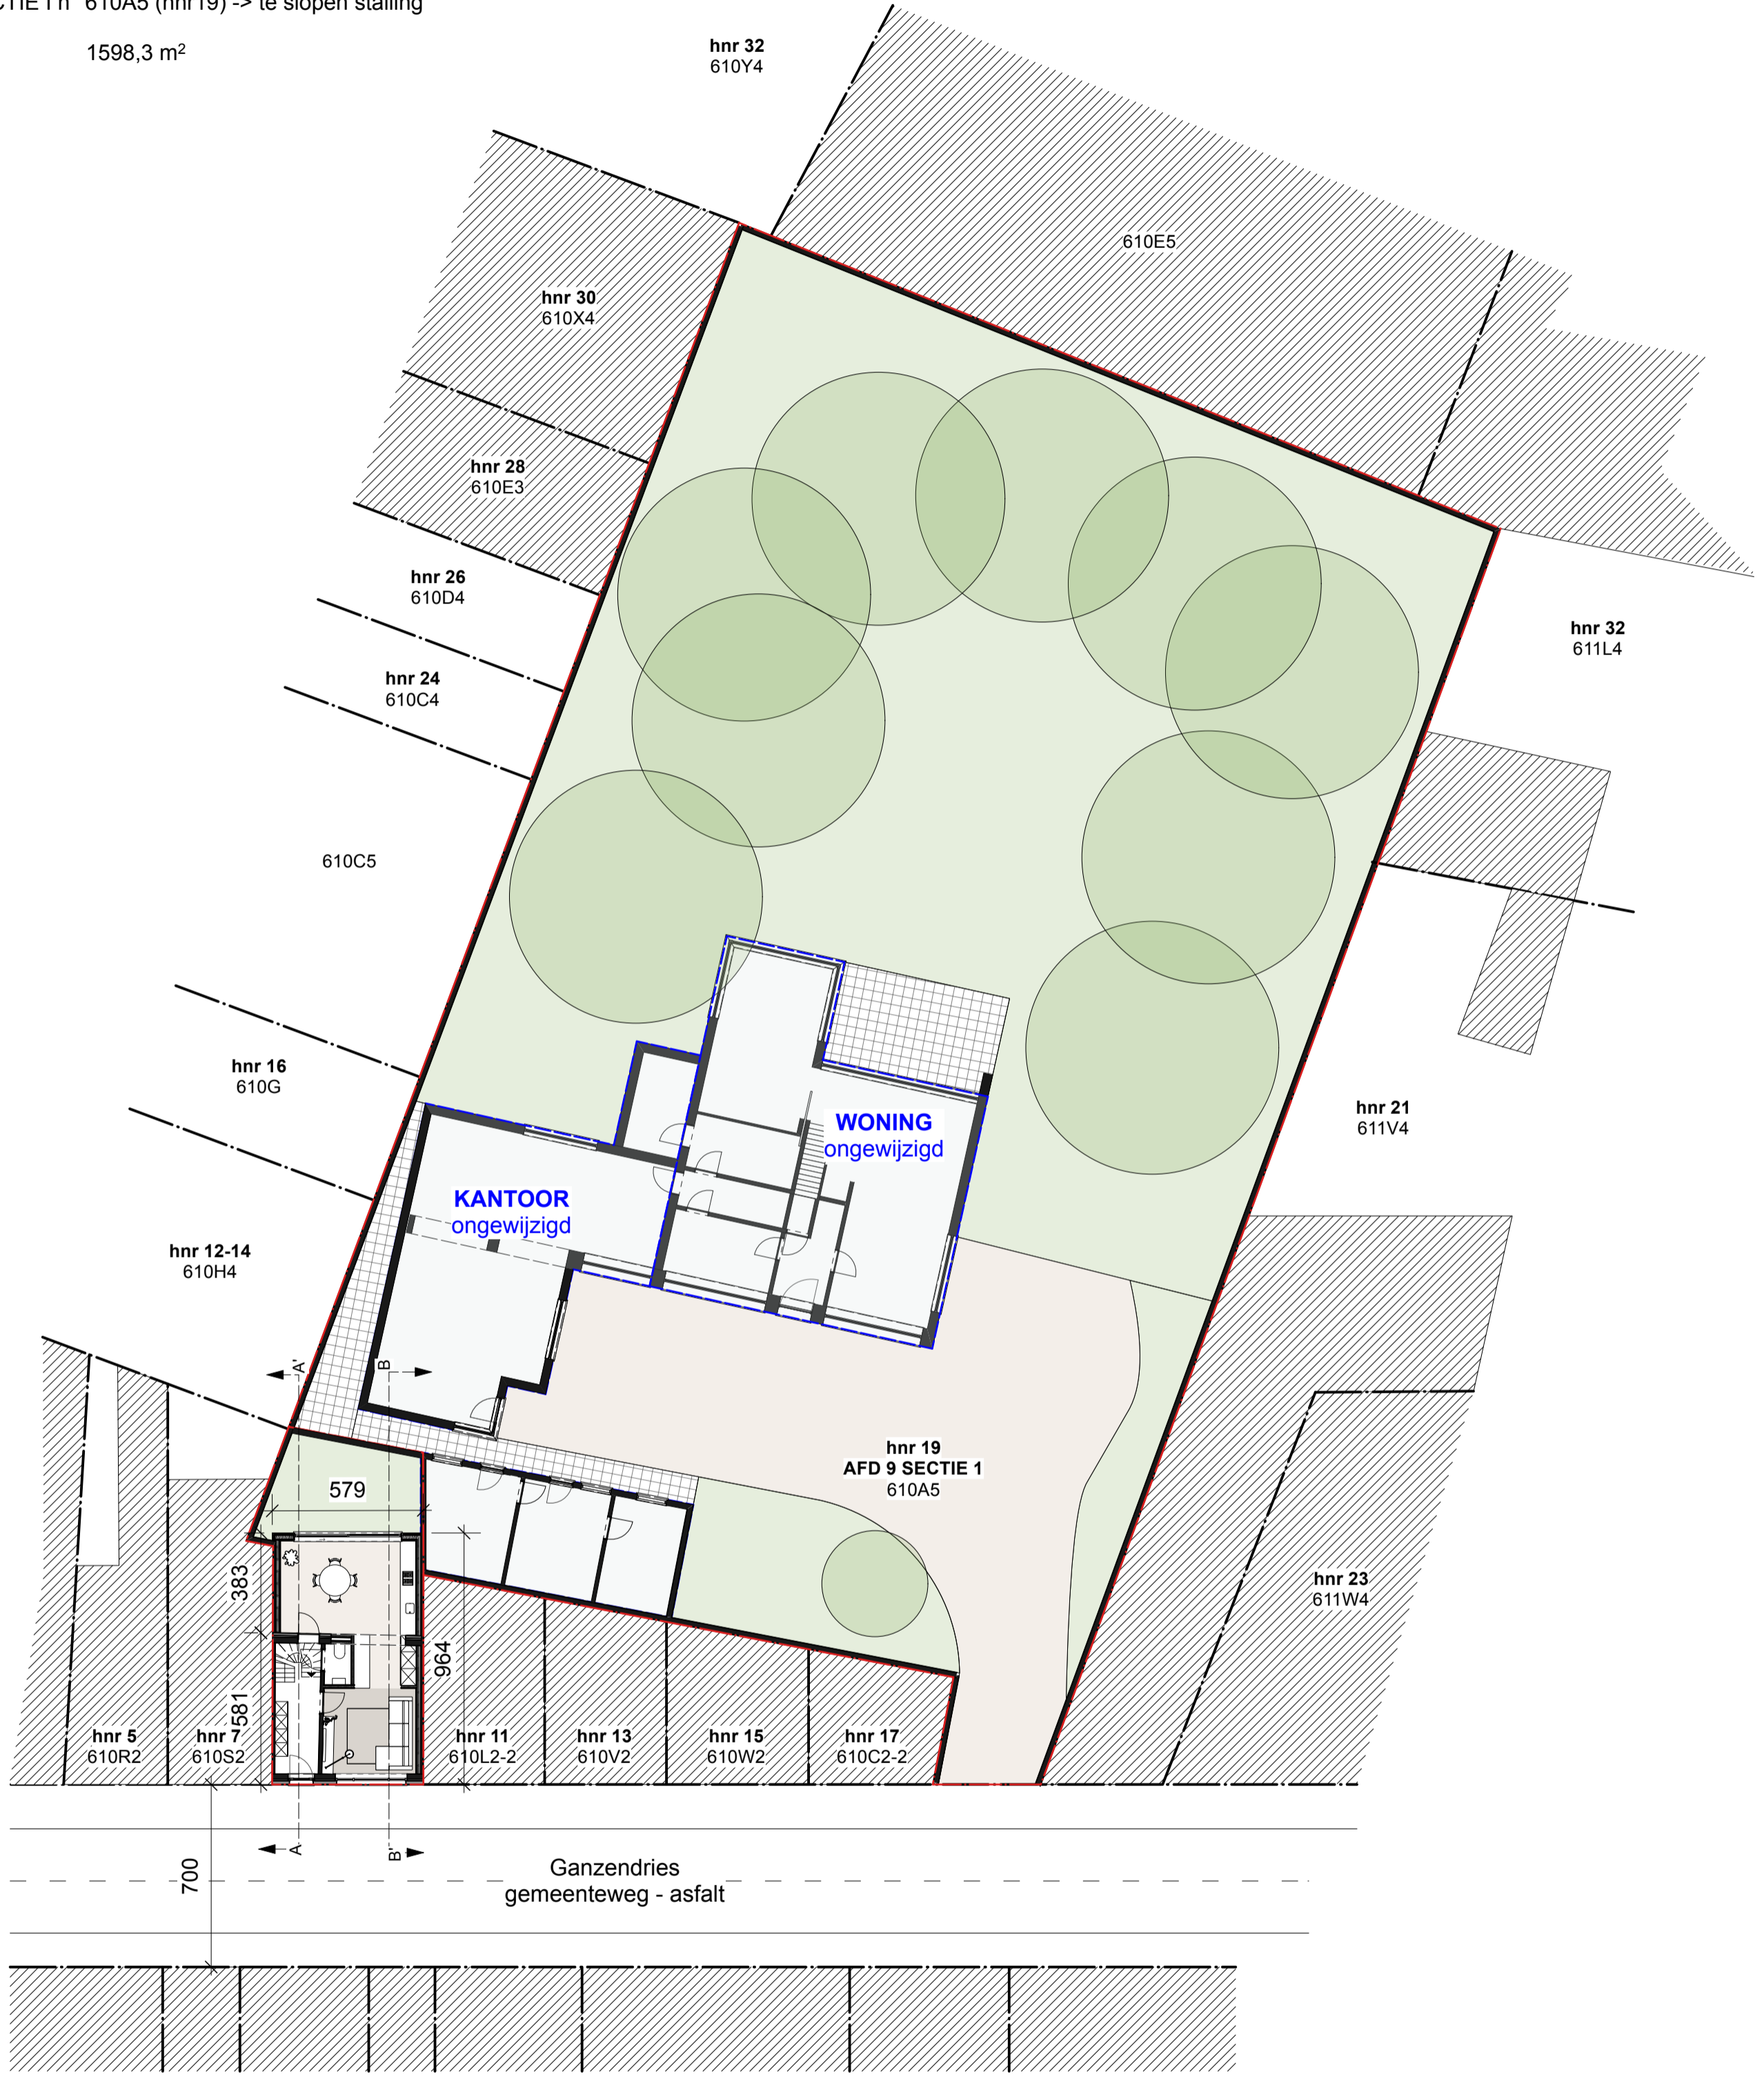 610A5 (hnr19) -> te slopen stalling
1598,3 m²
hnr 32
610Y4
610E5
hnr 30
610X4
hnr 28
610E3
hnr 26
610D4
hnr 32
611L4
hnr 24
610C4
610C5
hnr 16
610G
WONING
ongewijzigd
hnr 21
611V4
KANTOOR
ongewijzigd
hnr 12-14
610H4
A'
B
hnr 19
AFD 9 SECTIE 1
610A5
579
383
hnr 23
611W4
964
581
hnr 5
610R2
hnr 7
610S2
hnr 11
610L2-2
hnr 13
610V2
hnr 15
610W2
hnr 17
610C2-2
A
B'
700
Ganzendries
gemeenteweg - asfalt